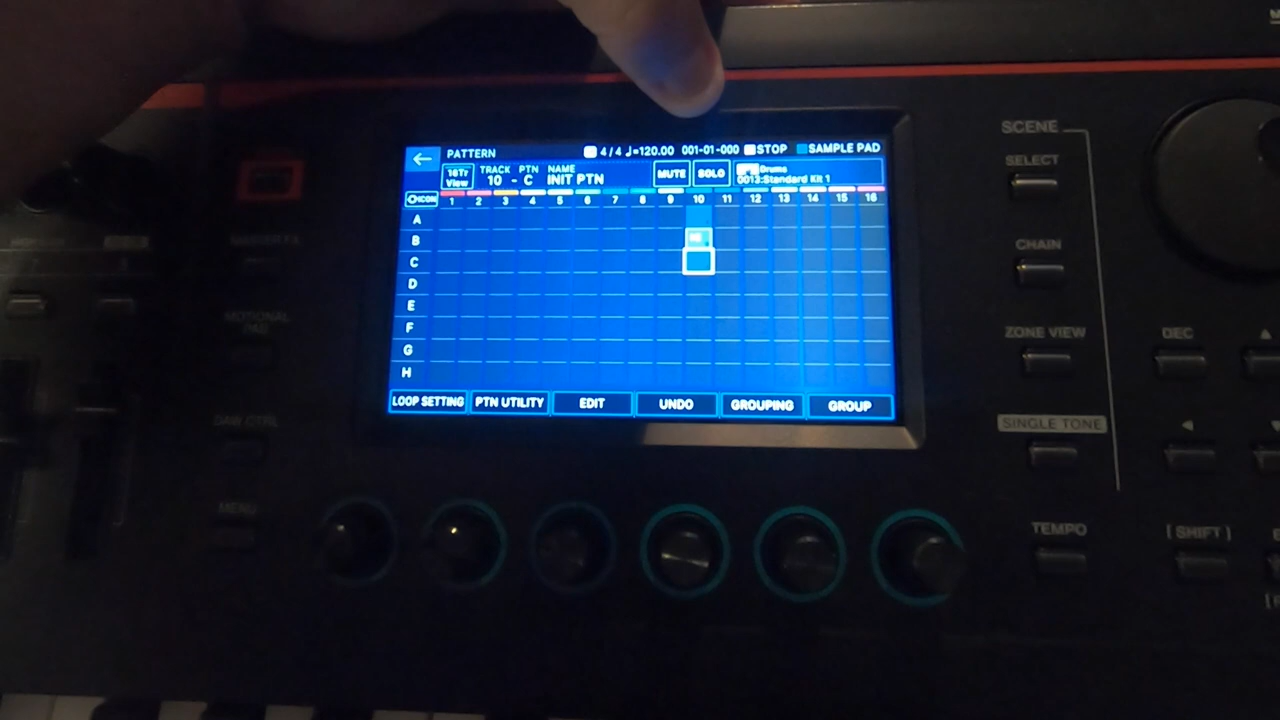 PATTERN 4/4 ♩=120.00 001-01-000 STOP SAMPLE PAD
16Tr View TRACK 10 - PTN C NAME INIT PTN MUTE SOLO Drums
0013:Standard Kit 1
ICON 1 2 3 4 5 6 7 8 9 10 11 12 13 14 15 16
A
B
C
D
E
F
G
H
LOOP SETTING PTN UTILITY EDIT UNDO GROUPING GROUP
SCENE
SELECT
CHAIN
ZONE VIEW
DEC
SINGLE TONE
TEMPO
[SHIFT]
MOTIONAL PAD
DAW CTRL
MENU